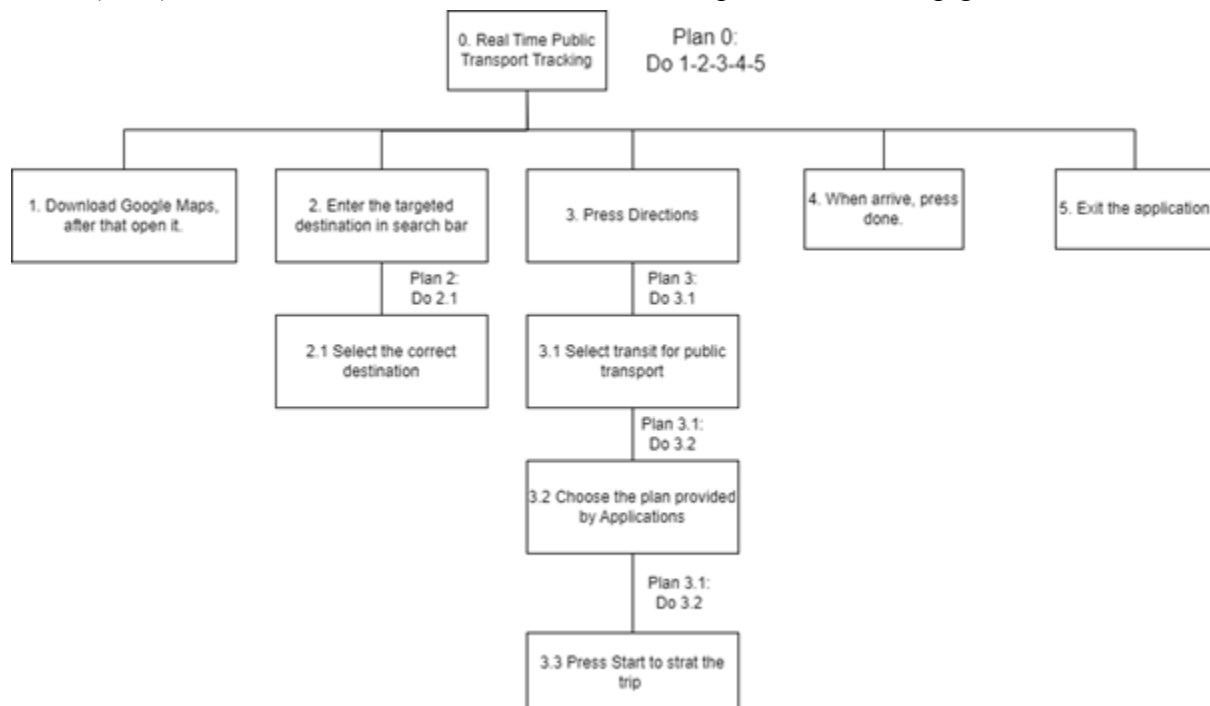 0. Real Time Public
Transport Tracking
Plan 0:
Do 1-2-3-4-5
1. Download Google Maps,
after that open it.
2. Enter the targeted
destination in search bar
3. Press Directions
4. When arrive, press
done.
5. Exit the application
Plan 2:
Do 2.1
Plan 3:
Do 3.1
2.1 Select the correct
destination
3.1 Select transit for public
transport
Plan 3.1:
Do 3.2
3.2 Choose the plan provided
by Applications
Plan 3.1:
Do 3.2
3.3 Press Start to strat the
trip